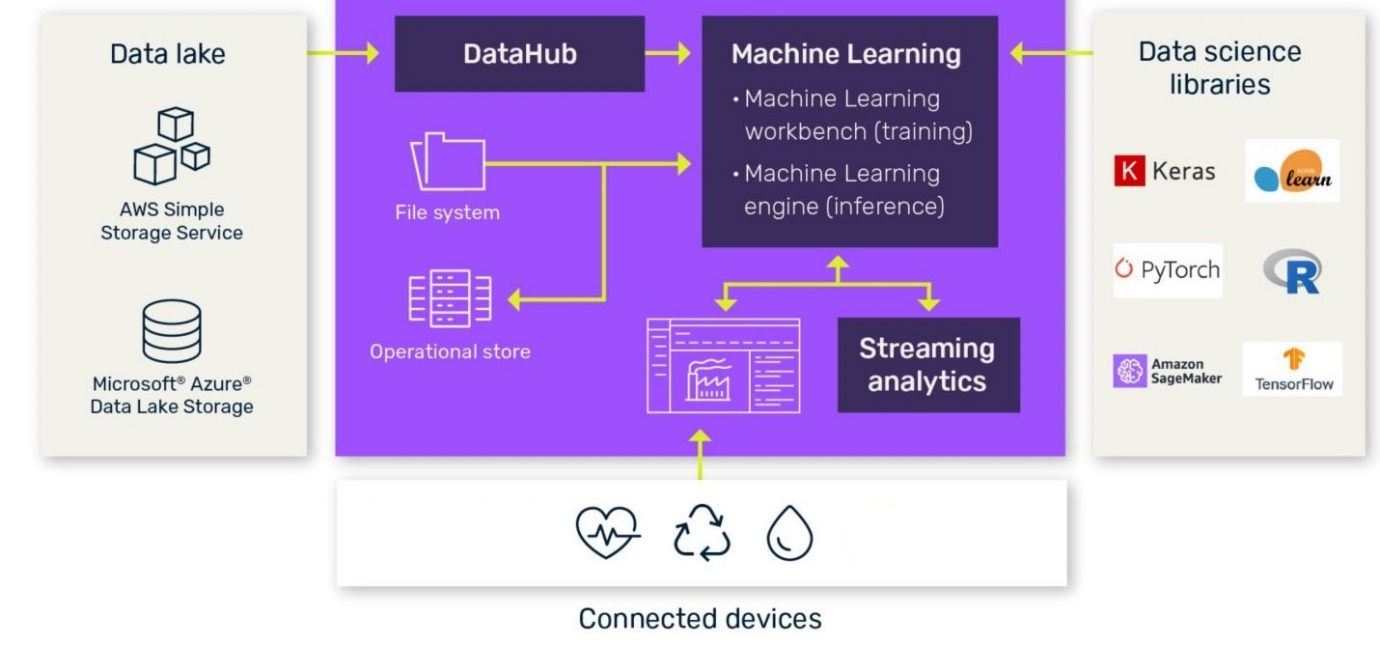 Data lake
AWS Simple
Storage Service
Microsoft® Azure®
Data Lake Storage
DataHub
File system
Operational store
Machine Learning
• Machine Learning
workbench (training)
• Machine Learning
engine (inference)
Streaming
analytics
Data science
libraries
K Keras
learn
PyTorch
R
Amazon
SageMaker
TensorFlow
Connected devices